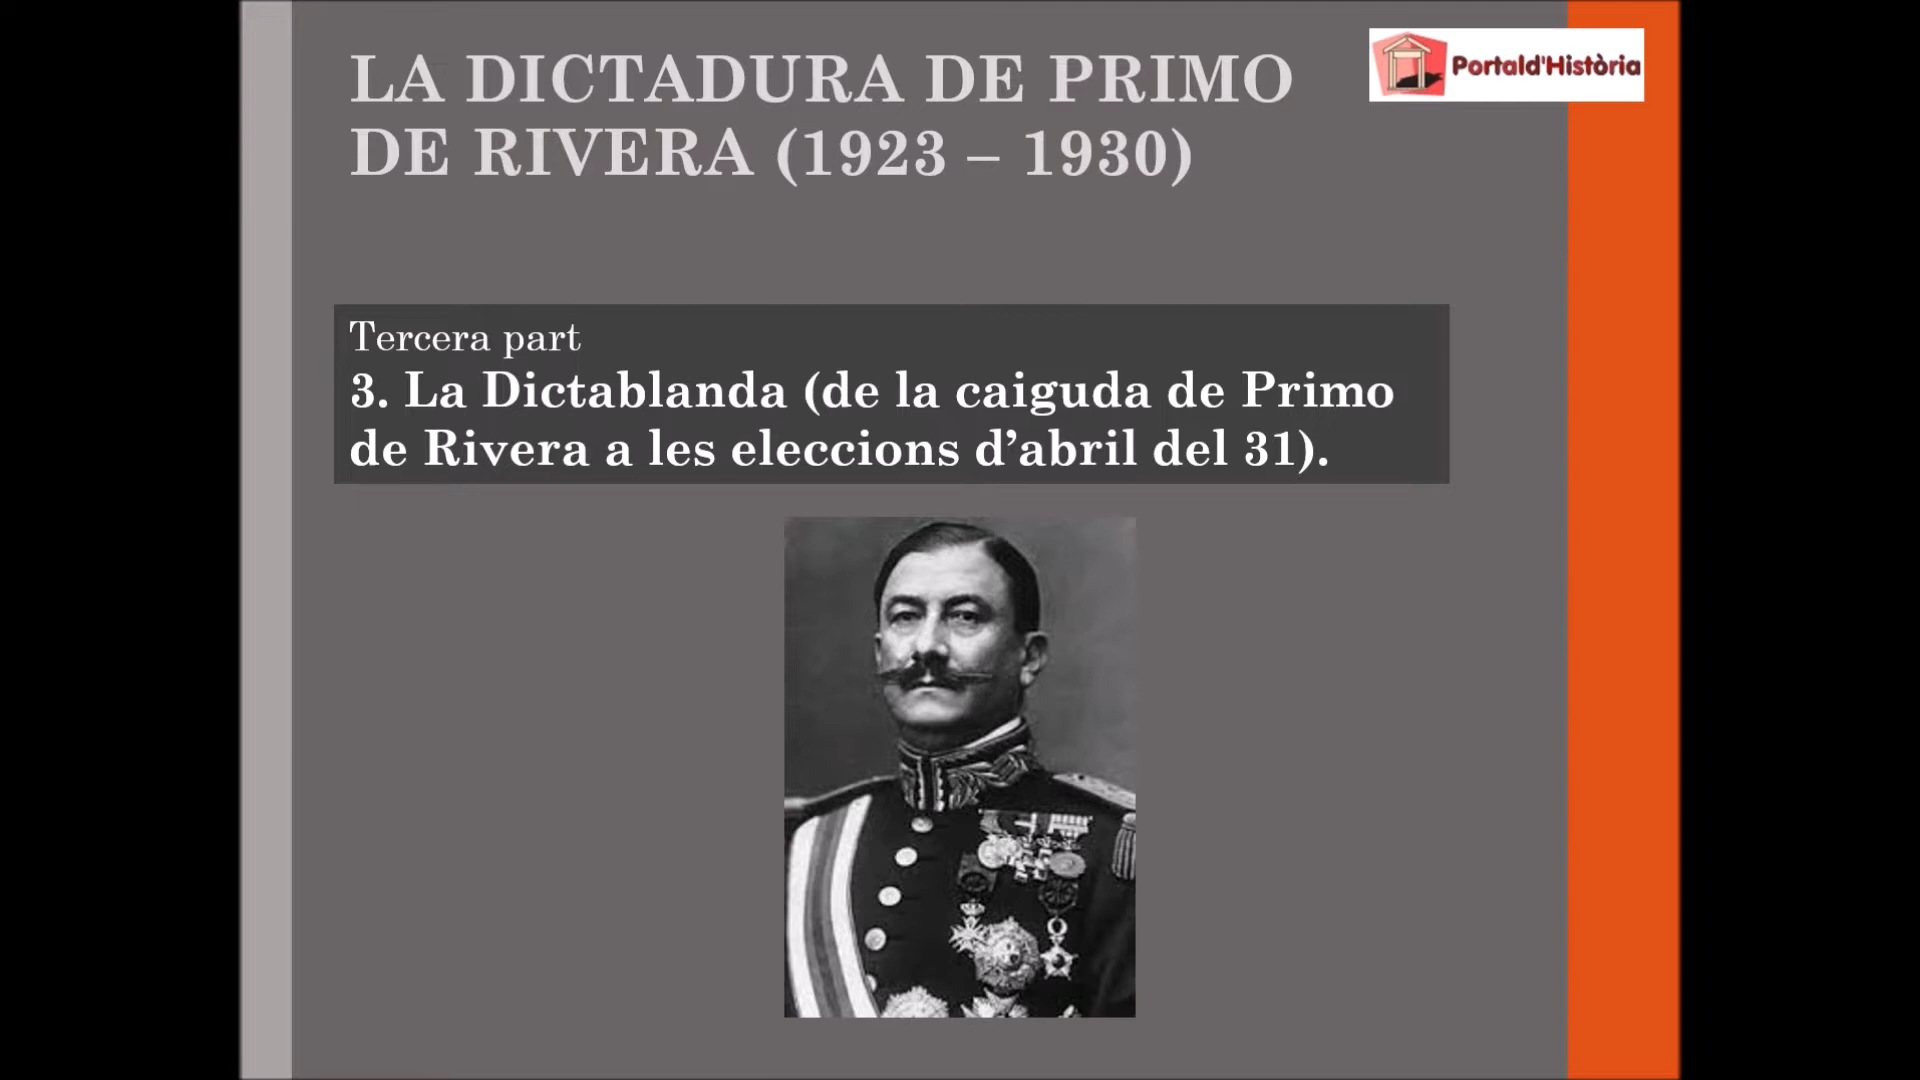 LA DICTADURA DE PRIMO
DE RIVERA (1923 – 1930)
Portald'Història
Tercera part
3. La Dictablanda (de la caiguda de Primo
de Rivera a les eleccions d’abril del 31).